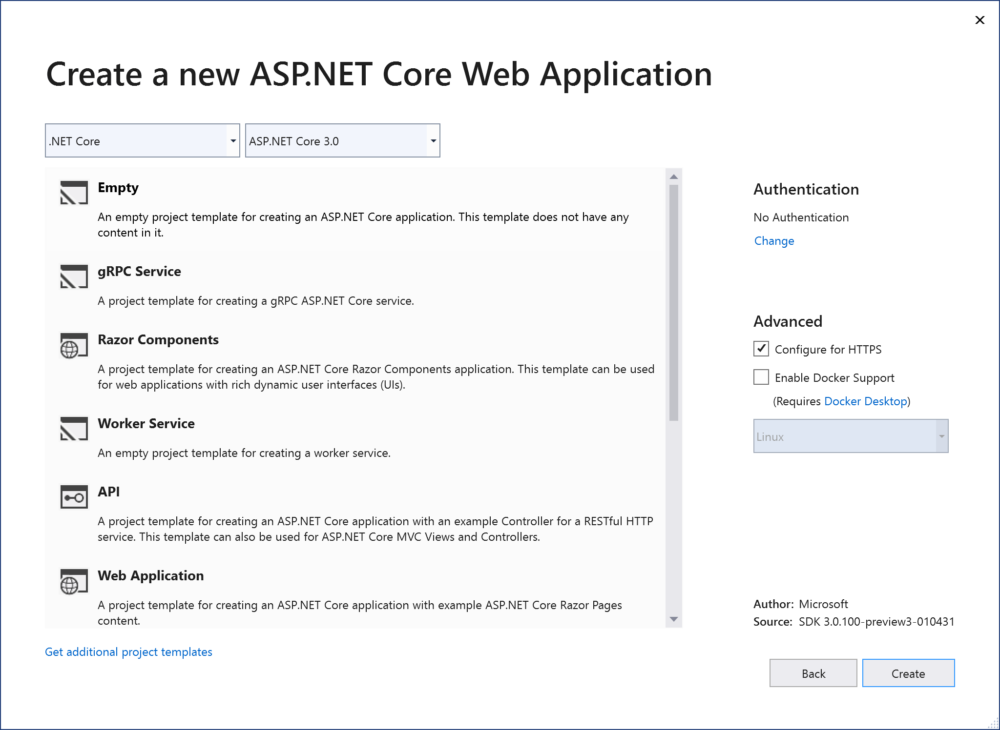 Create a new ASP.NET Core Web Application
.NET Core
ASP.NET Core 3.0
Empty
An empty project template for creating an ASP.NET Core application. This template does not have any
content in it.
gRPC Service
A project template for creating a gRPC ASP.NET Core service.
Razor Components
A project template for creating an ASP.NET Core Razor Components application. This template can be used
for web applications with rich dynamic user interfaces (UIs).
Worker Service
An empty project template for creating a worker service.
API
A project template for creating an ASP.NET Core application with an example Controller for a RESTful HTTP
service. This template can also be used for ASP.NET Core MVC Views and Controllers.
Web Application
A project template for creating an ASP.NET Core application with example ASP.NET Core Razor Pages
content.
Get additional project templates
Authentication
No Authentication
Change
Advanced
Configure for HTTPS
Enable Docker Support
(Requires Docker Desktop)
Linux
Author: Microsoft
Source: SDK 3.0.100-preview3-010431
Back
Create